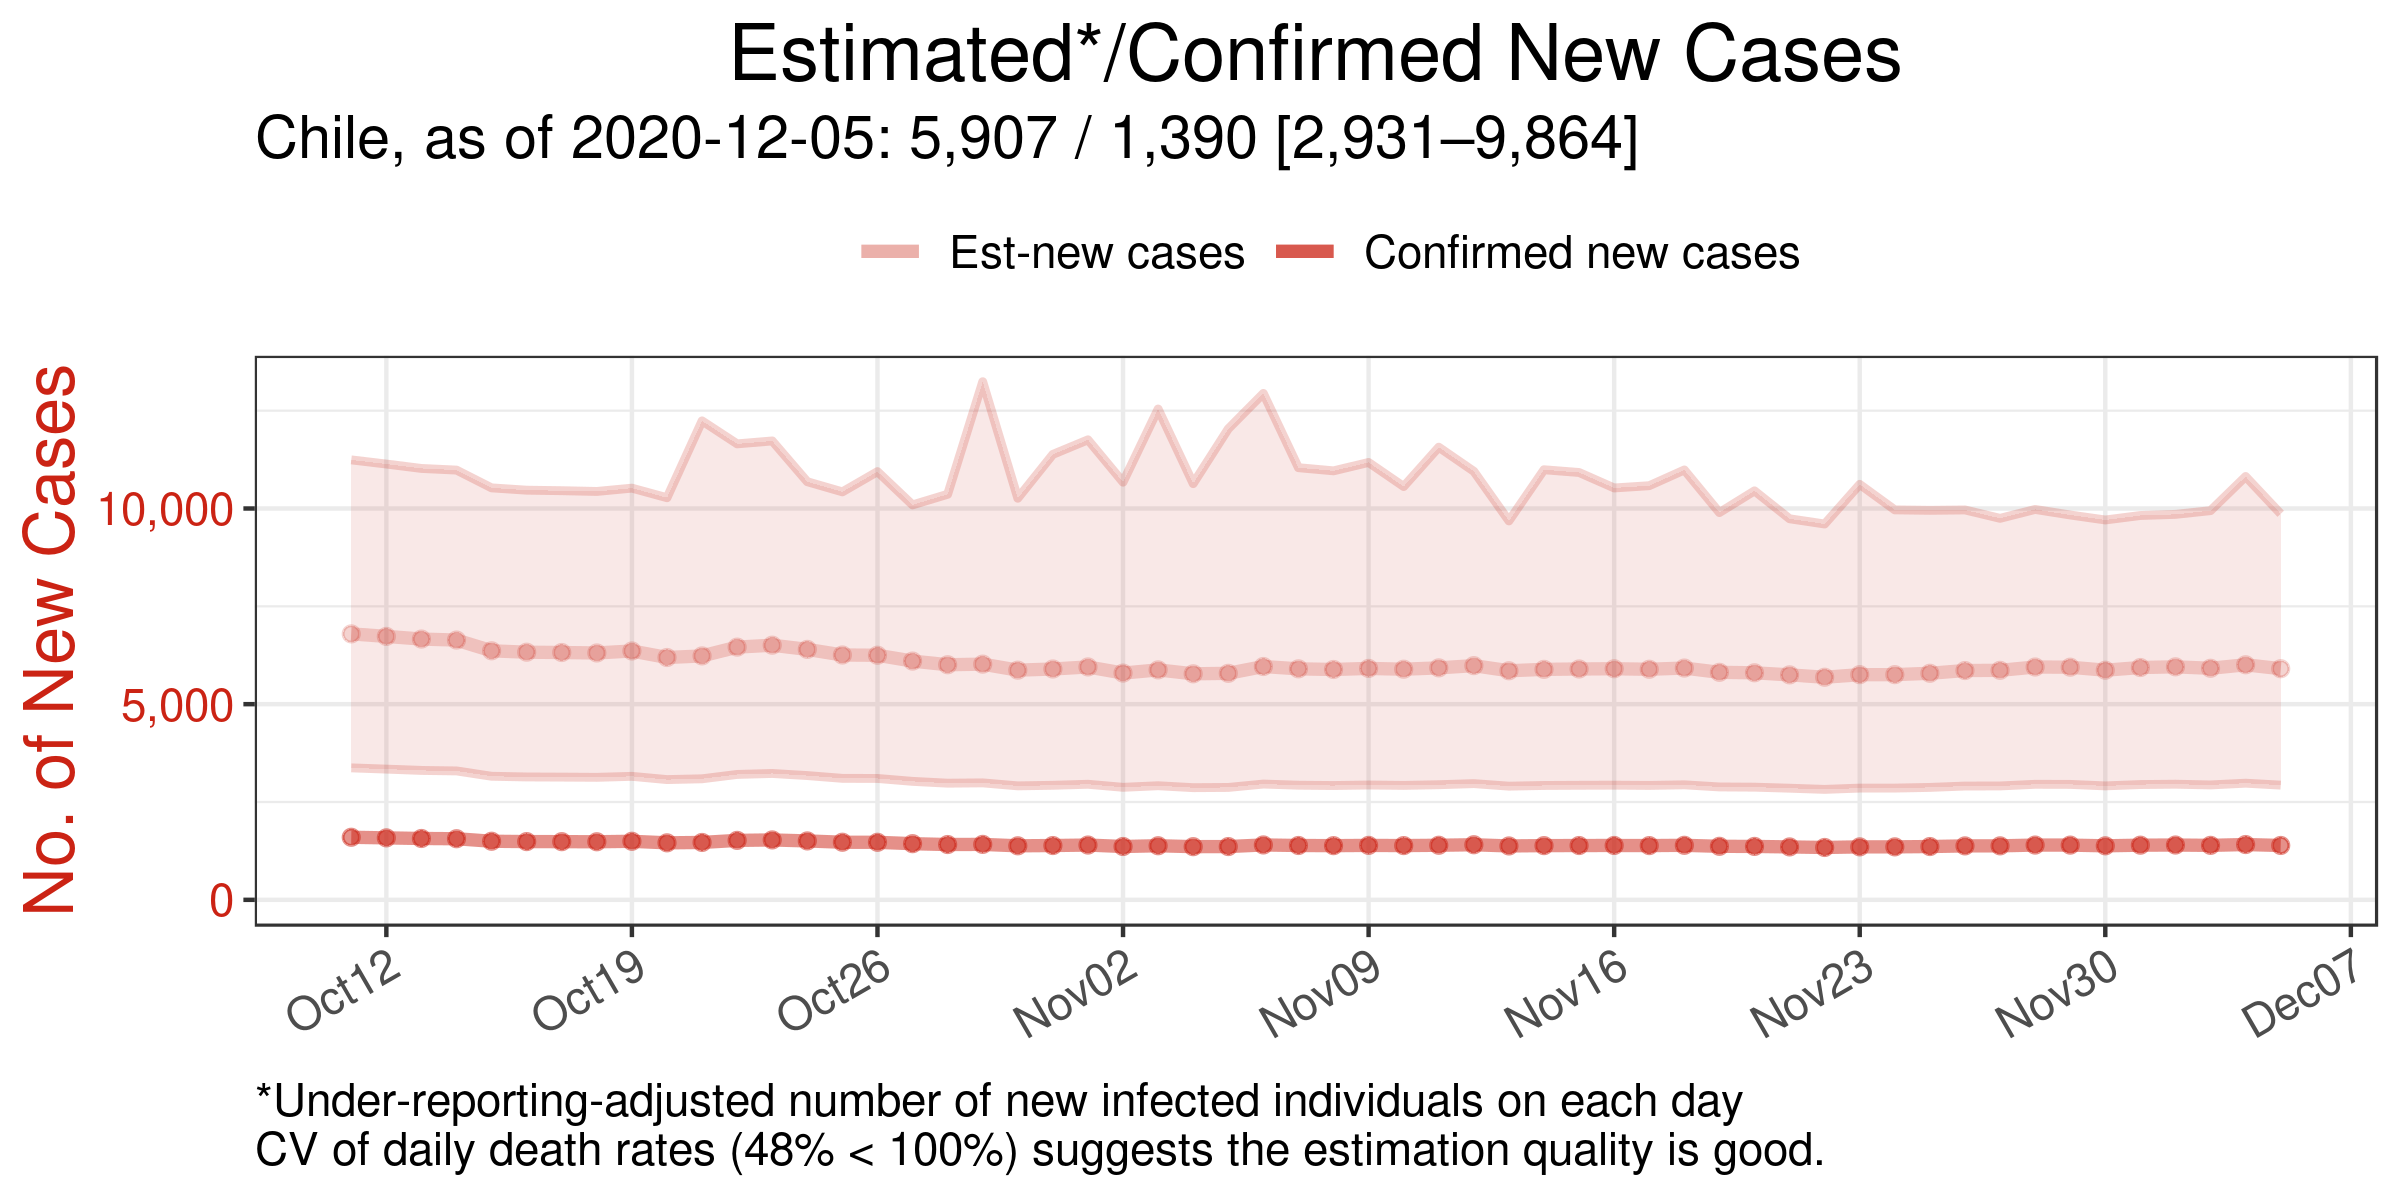 Estimated*/Confirmed New Cases
Chile, as of 2020-12-05: 5,907 / 1,390 [2,931–9,864]
Est-new cases
Confirmed new cases
No. of New Cases
10,000
5,000
0
Oct12
Oct19
Oct26
Nov02
Nov09
Nov16
Nov23
Nov30
Dec07
*Under-reporting-adjusted number of new infected individuals on each day
CV of daily death rates (48% < 100%) suggests the estimation quality is good.